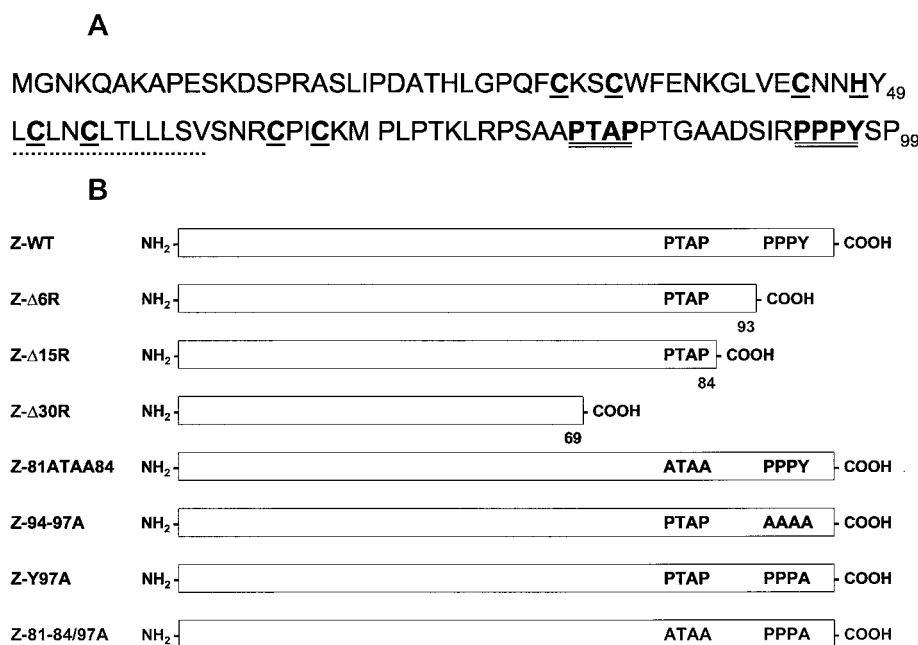 A
MGNKQAKAPESKDSPRASLIPDATHLGPQFCKSCWFENKGLVECNNHY49
LCLNCLTLLLSVSNRCPICKM PLPTKLRPSAAPTAPPTGAADSIRPPPYSP99
B
Z-WT NH2- PTAP PPPY - COOH
Z-Δ6R NH2- PTAP - COOH
93
Z-Δ15R NH2- PTAP - COOH
84
Z-Δ30R NH2- - COOH
69
Z-81ATAA84 NH2- ATAA PPPY - COOH
Z-94-97A NH2- PTAP AAAA - COOH
Z-Y97A NH2- PTAP PPPA - COOH
Z-81-84/97A NH2- ATAA PPPA - COOH